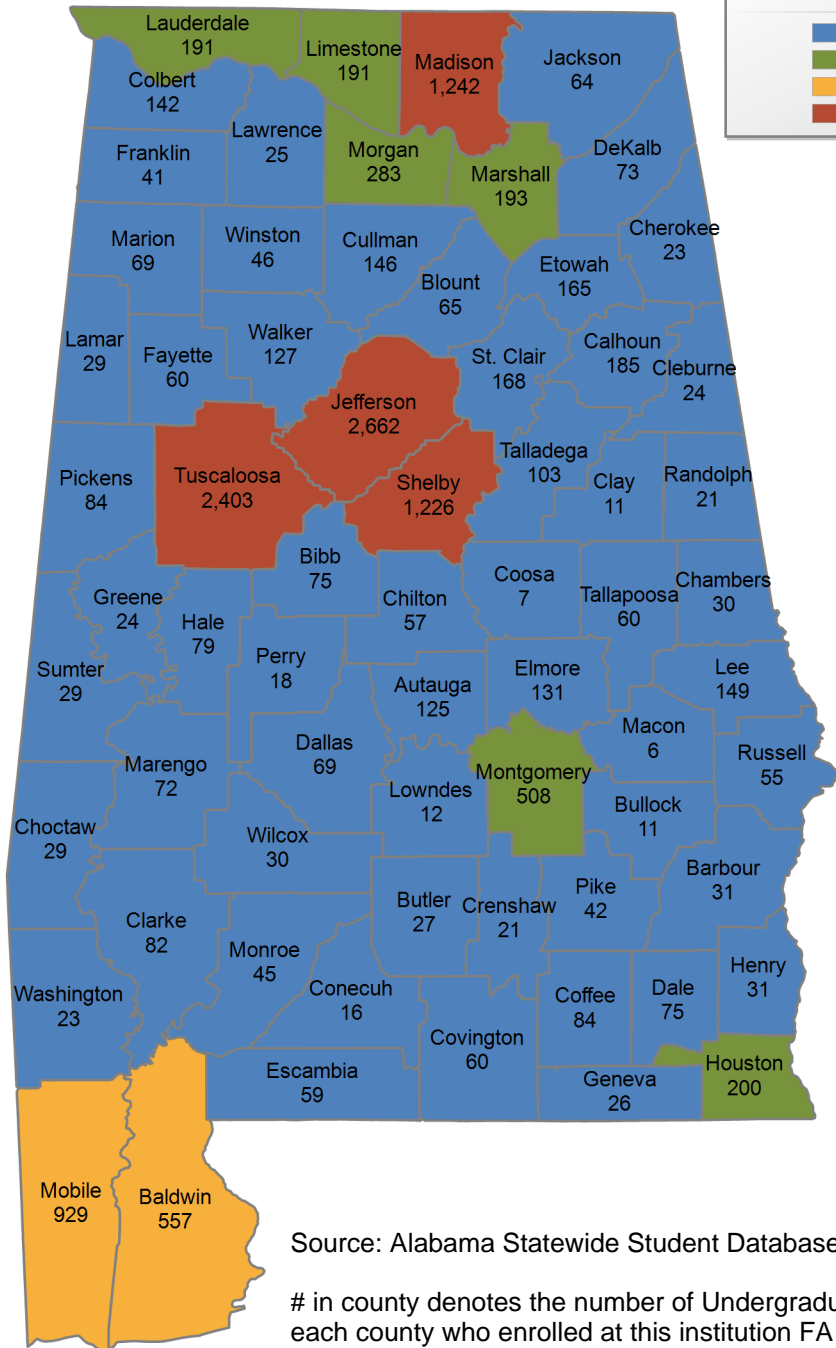 Lauderdale
191
Limestone
191
Madison
1,242
Jackson
64
Colbert
142
Lawrence
25
Franklin
41
Morgan
283
Marshall
193
DeKalb
73
Cherokee
23
Marion
69
Winston
46
Cullman
146
Blount
65
Etowah
165
Lamar
29
Fayette
60
Walker
127
St. Clair
168
Calhoun
185
Cleburne
24
Jefferson
2,662
Tuscaloosa
2,403
Shelby
1,226
Talladega
103
Clay
11
Randolph
21
Pickens
84
Bibb
75
Greene
24
Hale
79
Chilton
57
Coosa
7
Tallapoosa
60
Chambers
30
Sumter
29
Perry
18
Autauga
125
Elmore
131
Lee
149
Macon
6
Russell
55
Marengo
72
Dallas
69
Lowndes
12
Montgomery
508
Bullock
11
Choctaw
29
Wilcox
30
Clarke
82
Butler
27
Crenshaw
21
Pike
42
Barbour
31
Monroe
45
Conecuh
16
Henry
31
Washington
23
Covington
60
Coffee
84
Dale
75
Escambia
59
Geneva
26
Houston
200
Mobile
929
Baldwin
557
Source: Alabama Statewide Student Database
# in county denotes the number of Undergradu
each county who enrolled at this institution FA